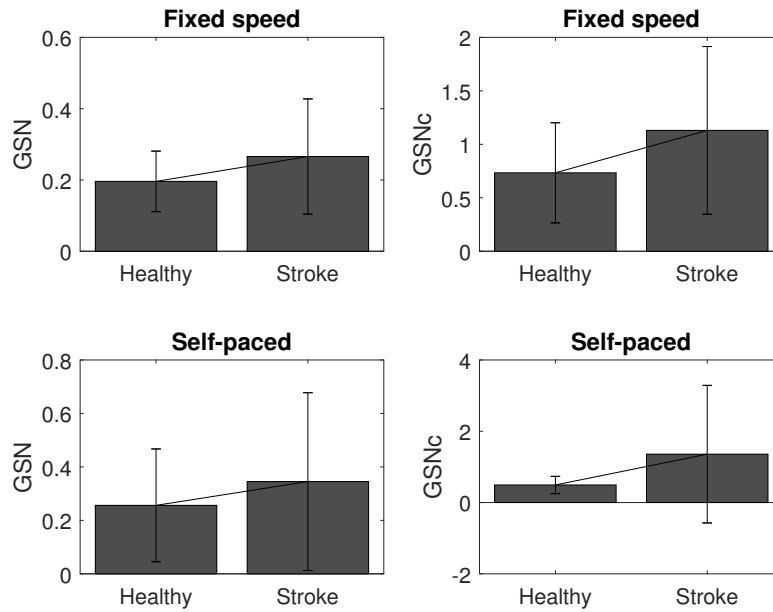 Fixed speed
0.6
0.4
0.2
0
GSN
Healthy
Stroke
Fixed speed
2
1.5
1
0.5
0
GSNc
Healthy
Stroke
Self-paced
0.8
0.6
0.4
0.2
0
GSN
Healthy
Stroke
Self-paced
4
2
0
-2
GSNc
Healthy
Stroke